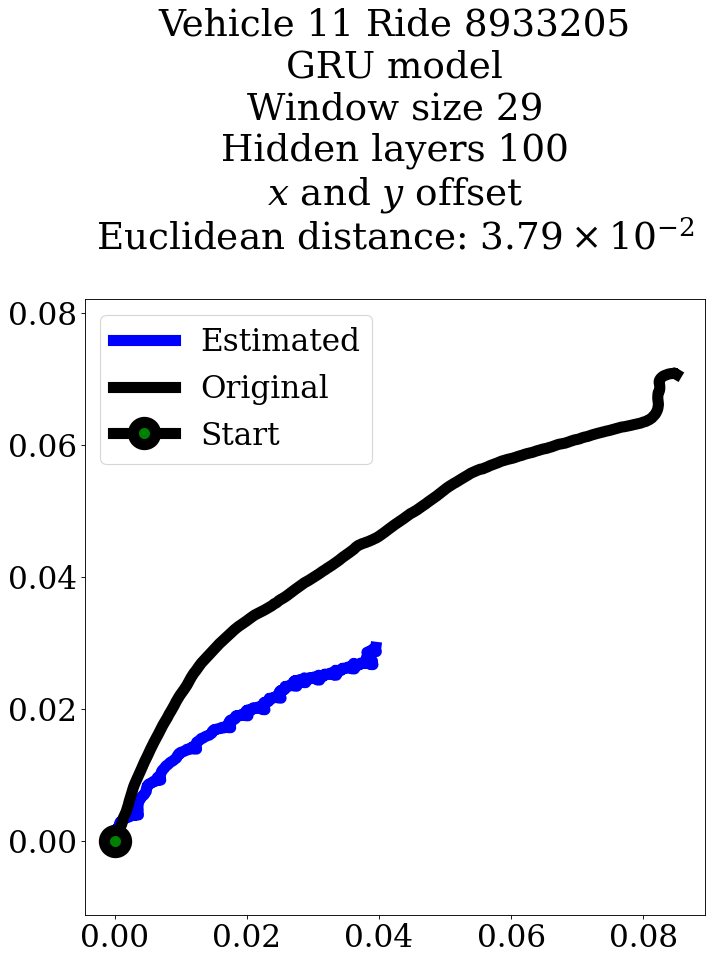 Vehicle 11 Ride 8933205
GRU model
Window size 29
Hidden layers 100
x and y offset
Euclidean distance: 3.79 × 10⁻²
0.08
0.06
0.04
0.02
0.00
Estimated
Original
Start
0.00 0.02 0.04 0.06 0.08